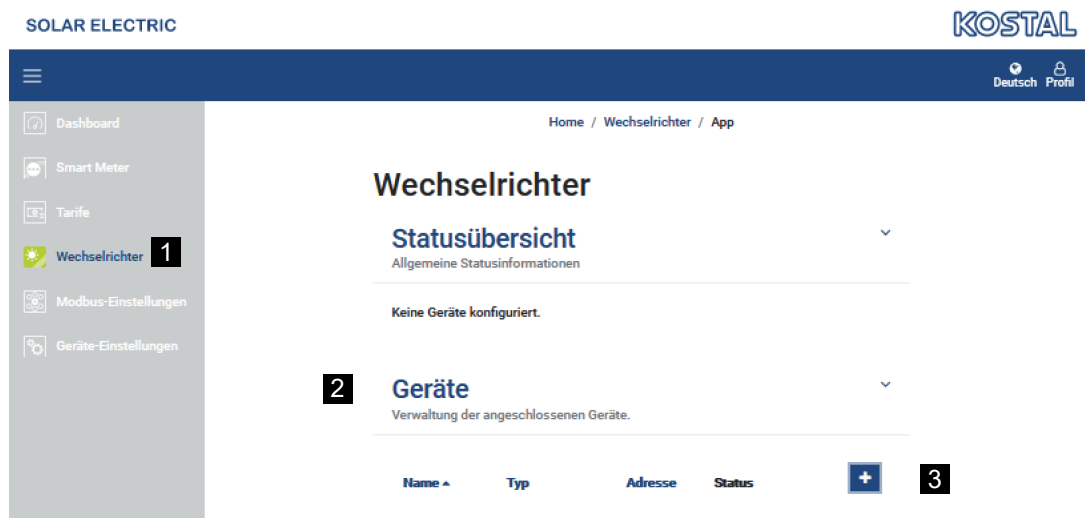 SOLAR ELECTRIC
KOSTAL
Deutsch Profil
Dashboard
Smart Meter
Tarife
Wechselrichter 1
Modbus-Einstellungen
Geräte-Einstellungen
Home / Wechselrichter / App
Wechselrichter
Statusübersicht
Allgemeine Statusinformationen
Keine Geräte konfiguriert.
2 Geräte
Verwaltung der angeschlossenen Geräte.
Name Typ Adresse Status + 3